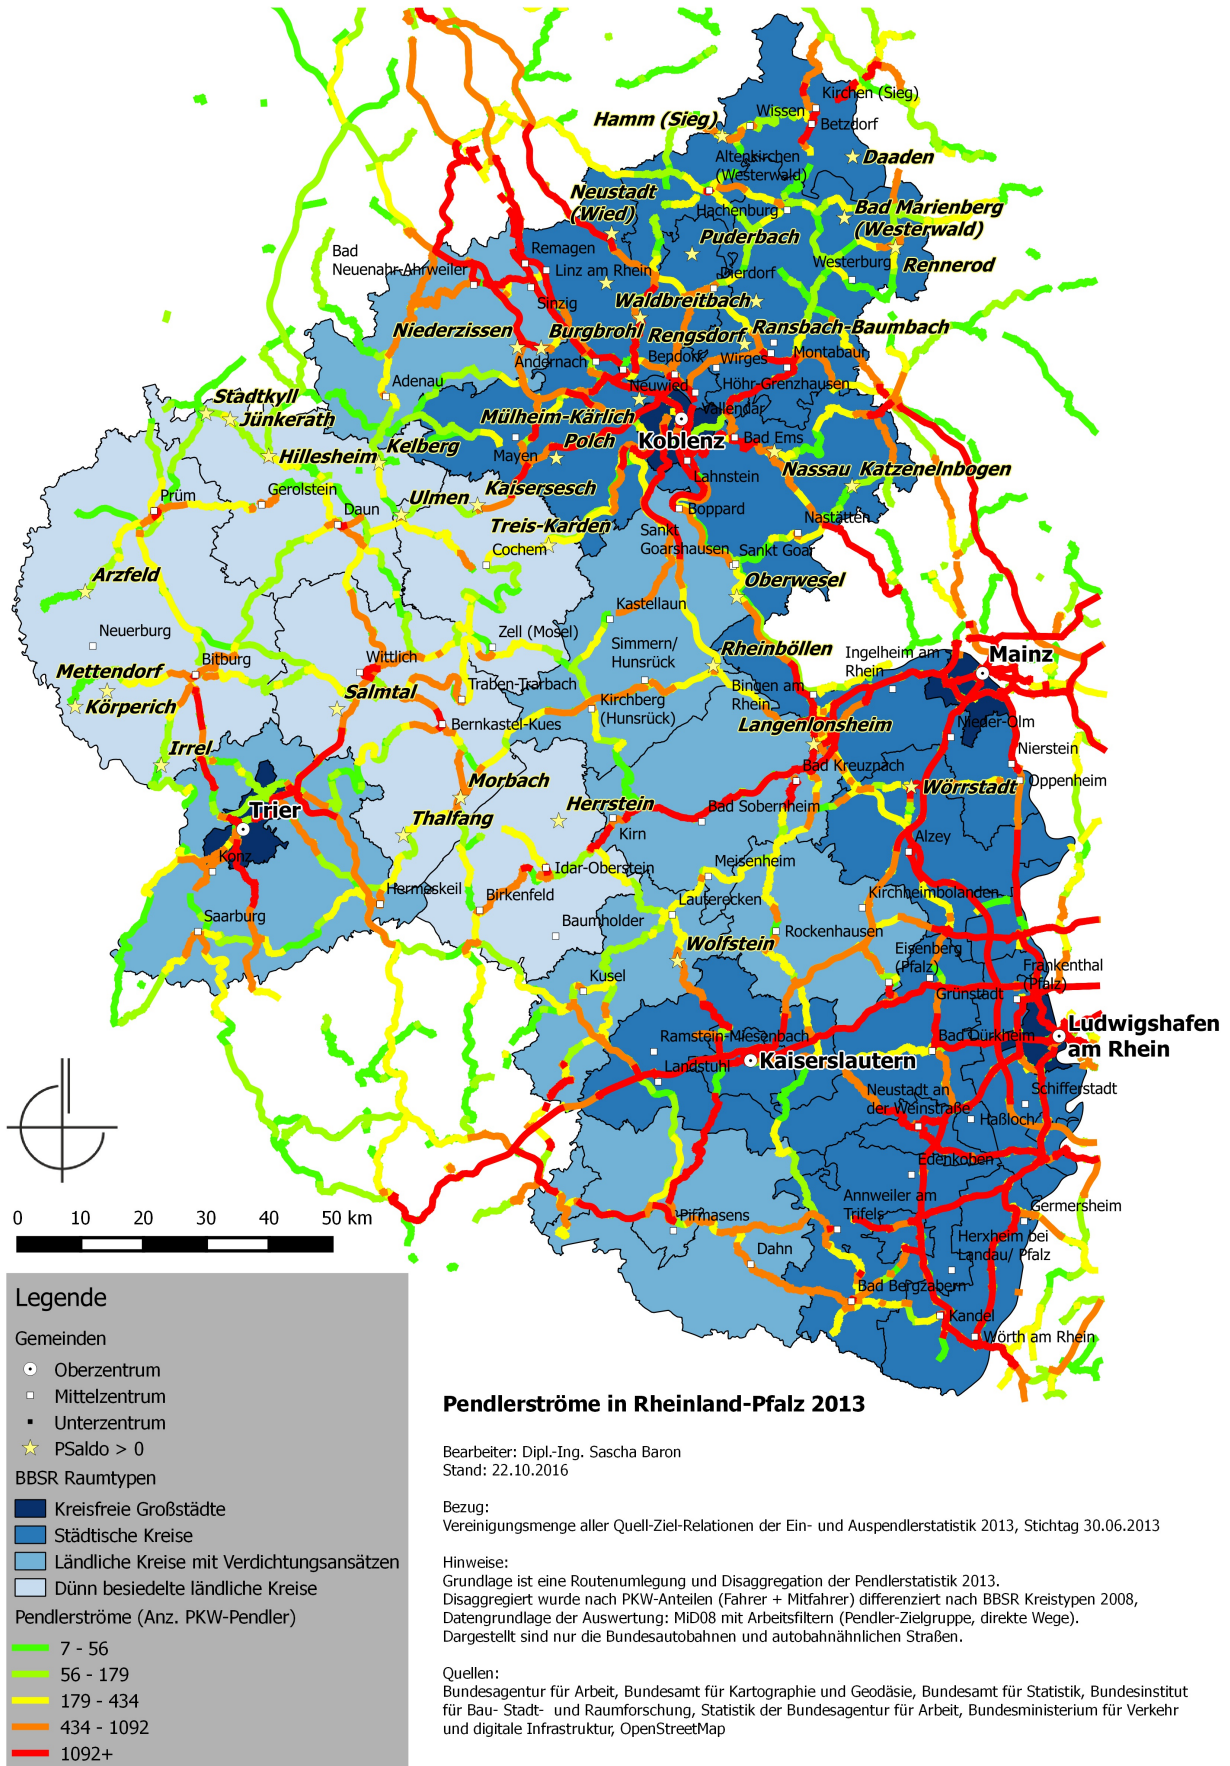 Kirchen (Sieg)
Wissen
Hamm (Sieg)
Betzdorf
Altenkirchen
(Westerwald)
Daaden
Neustadt
(Wied)
Hachenburg
Bad Marienberg
(Westerwald)
Puderbach
Bad
Neuenahr-Ahrweiler
Remagen
Linz am Rhein
Dierdorf
Westerburg
Rennerod
Sinzig
Waldbreitbach
Niederzissen
Burgbrohl
Rengsdorf
Ransbach-Baumbach
Andernach
Bendorf
Wirges
Montabaur
Adenau
Neuwied
Höhr-Grenzhausen
Stadtkyll
Jünkerath
Mülheim-Kärlich
Vallendar
Koblenz
Bad Ems
Hillesheim
Kelberg
Mayen
Polch
Nassau
Katzenelnbogen
Lahnstein
Prüm
Gerolstein
Ulmen
Kaisersesch
Daun
Boppard
Treis-Karden
Sankt
Goarshausen
Nastätten
Cochem
Sankt Goar
Arzfeld
Oberwesel
Kastellaun
Neuerburg
Zell (Mosel)
Simmern/
Hunsrück
Rheinböllen
Ingelheim am
Rhein
Mainz
Bitburg
Wittlich
Mettendorf
Salmtal
Traben-Trarbach
Bingen am
Rhein
Körperich
Kirchberg
(Hunsrück)
Bernkastel-Kues
Langenlonsheim
Nieder-Olm
Irrel
Nierstein
Bad Kreuznach
Morbach
Oppenheim
Wörrstadt
Trier
Thalfang
Herrstein
Bad Sobernheim
Kirn
Alzey
Konz
Idar-Oberstein
Meisenheim
Hermeskeil
Birkenfeld
Lauterecken
Kirchheimbolanden
Saarburg
Baumholder
Rockenhausen
Wolfstein
Eisenberg
(Pfalz)
Frankenthal
(Pfalz)
Kusel
Grünstadt
Ramstein-Miesenbach
Bad Dürkheim
Ludwigshafen
am Rhein
Landstuhl
Kaiserslautern
Neustadt an
der Weinstraße
Schifferstadt
Haßloch
Edenkoben
Annweiler am
Trifels
Germersheim
Pirmasens
Herxheim bei
Landau/ Pfalz
Dahn
Bad Bergzabern
Kandel
Wörth am Rhein
0 10 20 30 40 50 km
Legende
Gemeinden
Oberzentrum
Mittelzentrum
Unterzentrum
PSaldo > 0
BBSR Raumtypen
Kreisfreie Großstädte
Städtische Kreise
Ländliche Kreise mit Verdichtungsansätzen
Dünn besiedelte ländliche Kreise
Pendlerströme (Anz. PKW-Pendler)
7 - 56
56 - 179
179 - 434
434 - 1092
1092+
Pendlerströme in Rheinland-Pfalz 2013
Bearbeiter: Dipl.-Ing. Sascha Baron
Stand: 22.10.2016
Bezug:
Vereinigungsmenge aller Quell-Ziel-Relationen der Ein- und Auspendlerstatistik 2013, Stichtag 30.06.2013
Hinweise:
Grundlage ist eine Routenumlegung und Disaggregation der Pendlerstatistik 2013.
Disaggregiert wurde nach PKW-Anteilen (Fahrer + Mitfahrer) differenziert nach BBSR Kreistypen 2008,
Datengrundlage der Auswertung: MiD08 mit Arbeitsfiltern (Pendler-Zielgruppe, direkte Wege).
Dargestellt sind nur die Bundesautobahnen und autobahnähnlichen Straßen.
Quellen:
Bundesagentur für Arbeit, Bundesamt für Kartographie und Geodäsie, Bundesamt für Statistik, Bundesinstitut
für Bau- Stadt- und Raumforschung, Statistik der Bundesagentur für Arbeit, Bundesministerium für Verkehr
und digitale Infrastruktur, OpenStreetMap